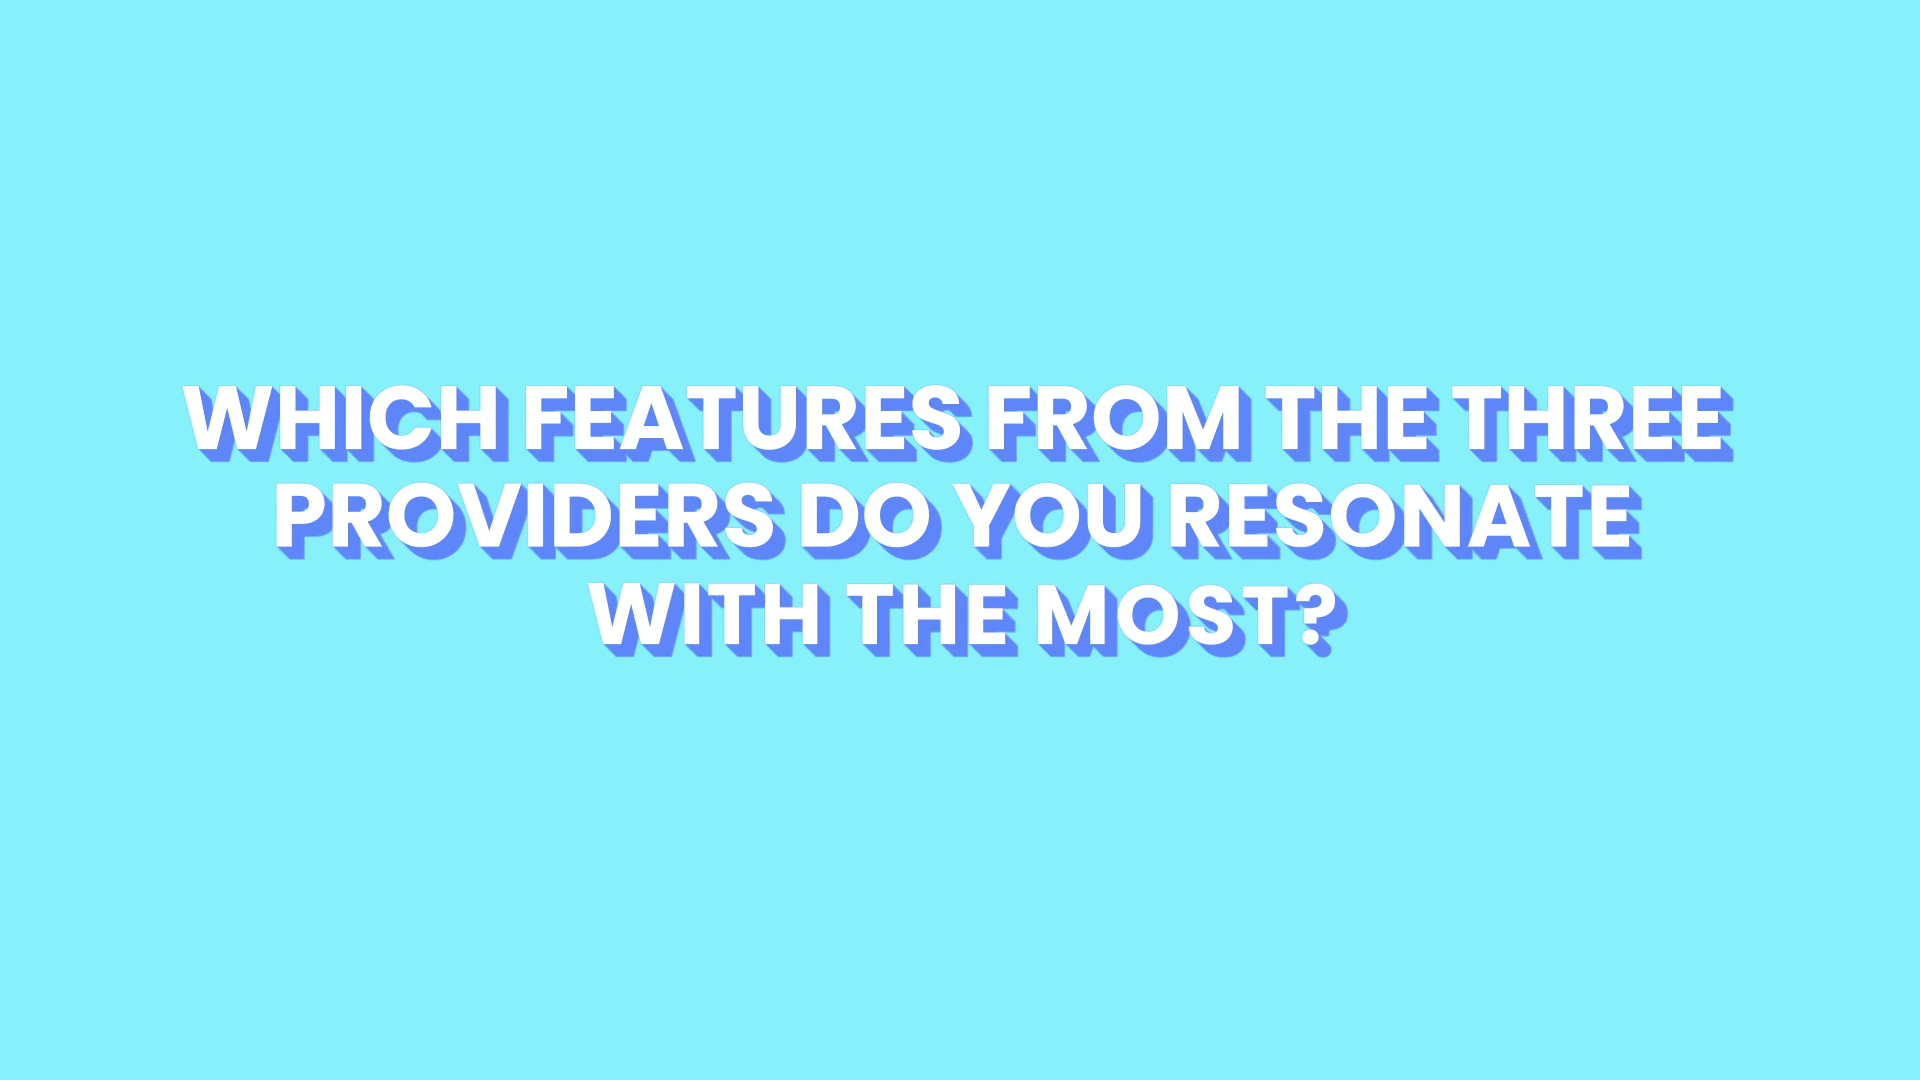 WHICH FEATURES FROM THE THREE
PROVIDERS DO YOU RESONATE
WITH THE MOST?